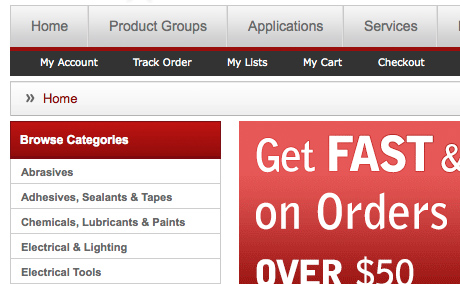 Home Product Groups Applications Services
My Account Track Order My Lists My Cart Checkout
» Home
Browse Categories
Abrasives
Adhesives, Sealants & Tapes
Chemicals, Lubricants & Paints
Electrical & Lighting
Electrical Tools
Get FAST &
on Orders
OVER $50